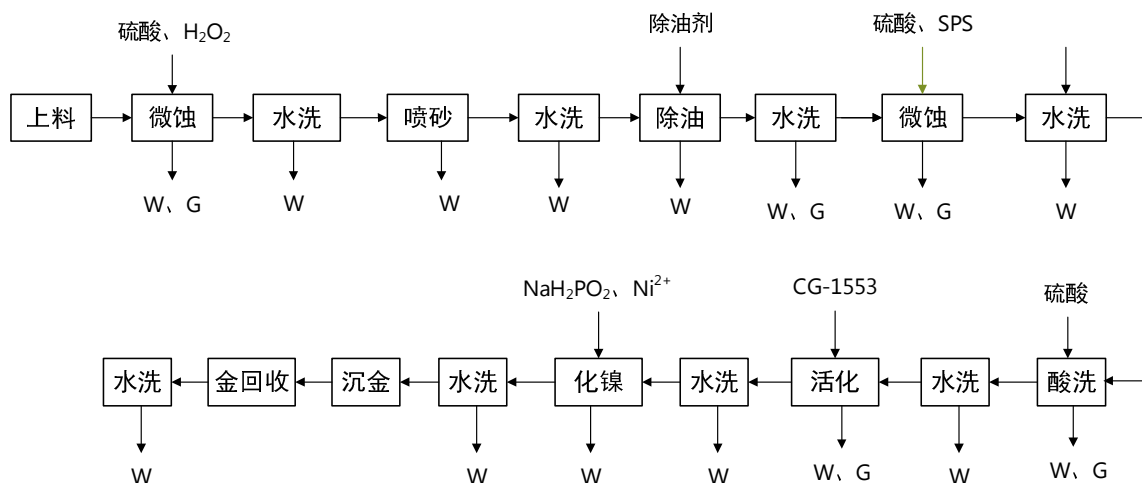 硫酸、H₂O₂
除油剂
硫酸、SPS
上料
微蚀
水洗
喷砂
水洗
除油
水洗
微蚀
水洗
W、G
W
W
W
W
W、G
W、G
W
NaH₂PO₂、Ni²⁺
CG-1553
硫酸
水洗
金回收
沉金
水洗
化镍
水洗
活化
水洗
酸洗
W
W
W
W
W、G
W
W、G